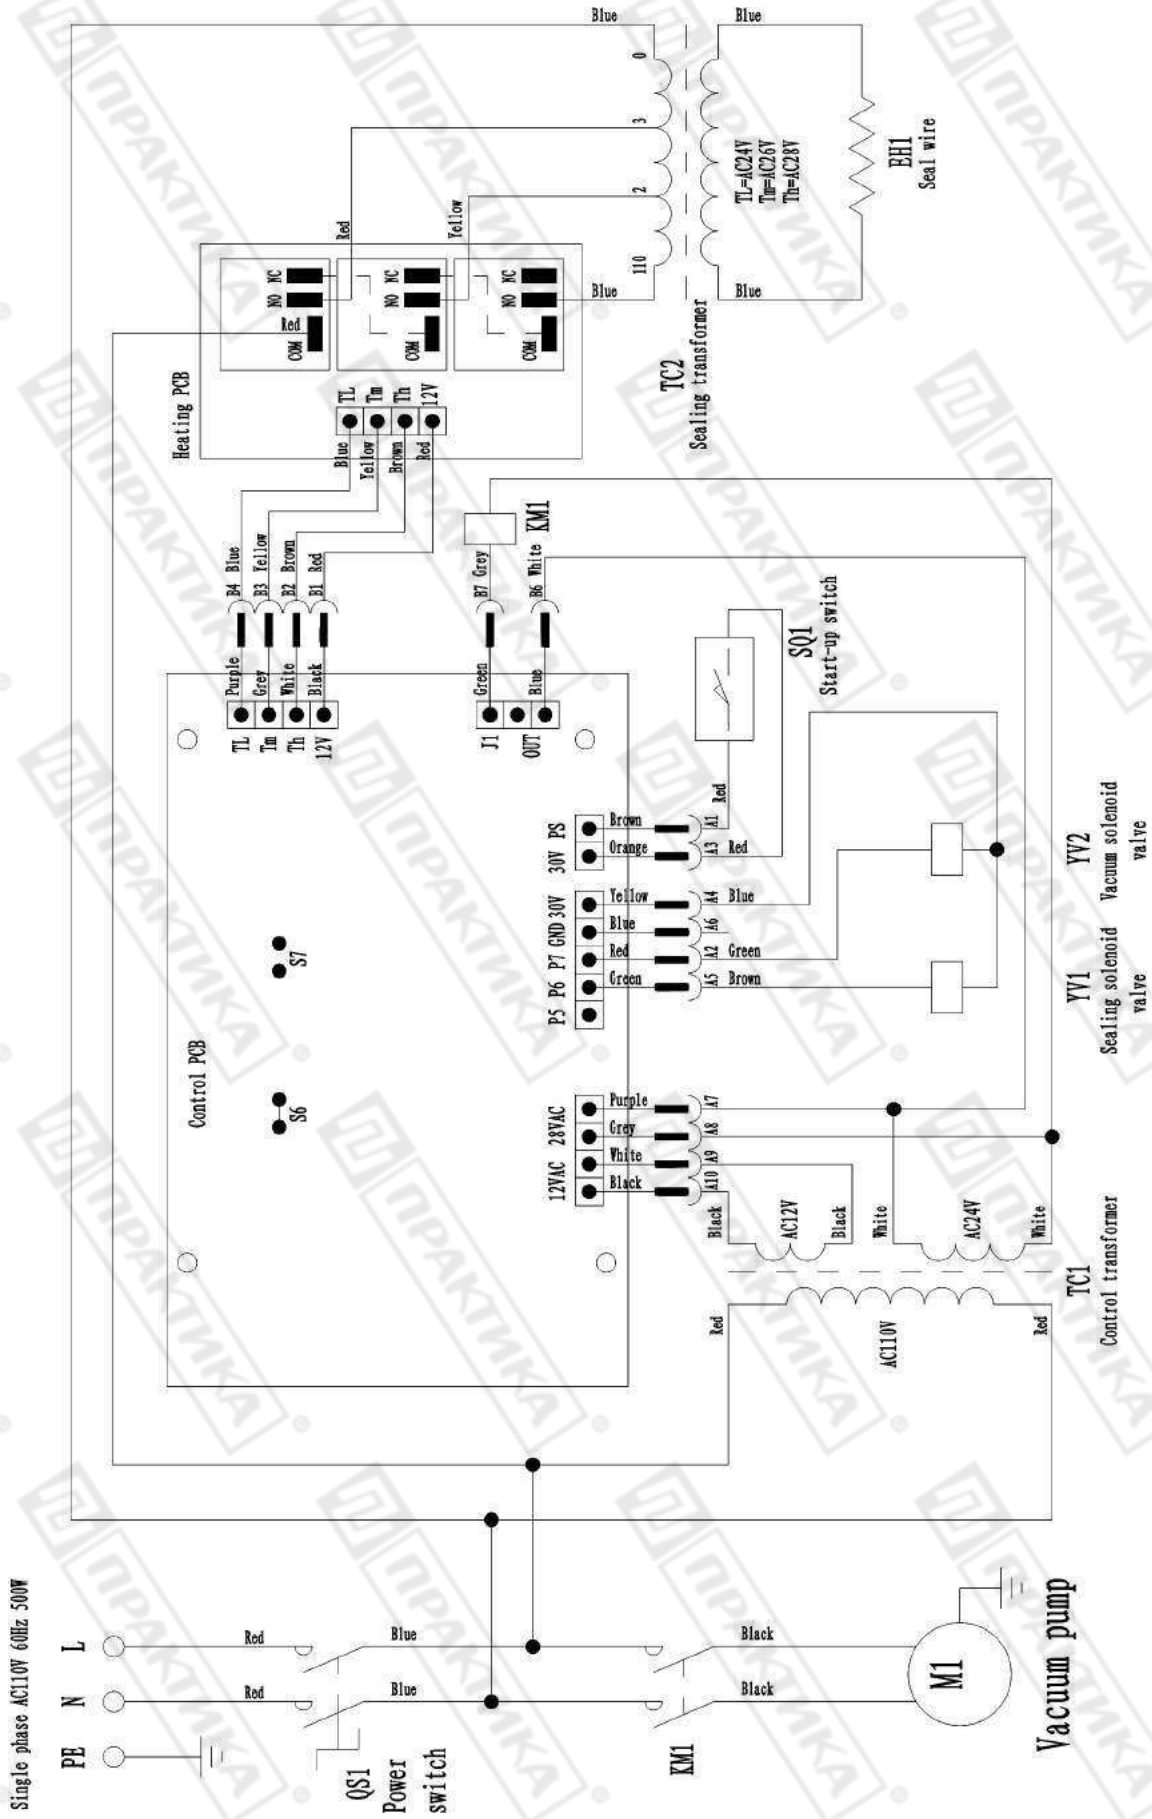 Single phase AC110V 60Hz 500W
PE
N
L
Red
Red
QS1
Power
switch
Blue
Blue
KM1
Black
Black
M1
Vacuum pump
Control PCB
S6
S7
12VAC
28VAC
Black
White
Grey
Purple
A10
A9
A8
A7
P5
P6
P7
GND
30V
Green
Red
Blue
Yellow
A5
A2
A6
A4
Brown
Green
Blue
30V
PS
Orange
Brown
A3
A1
Red
Red
SQ1
Start-up switch
YV1
Sealing solenoid
valve
YV2
Vacuum solenoid
valve
Red
AC110V
Red
Black
AC12V
Black
White
AC24V
White
TC1
Control transformer
TL
Tm
Th
12V
Purple
Grey
White
Black
B4
B3
B2
B1
Blue
Yellow
Brown
Red
J1
OUT
Green
Blue
B7
B6
Grey
White
KM1
Heating PCB
Blue
Yellow
Brown
Red
TL
Tm
Th
12V
COM
Red
NO
NC
COM
NO
NC
COM
NO
NC
Red
Yellow
Blue
Blue
110
2
3
0
TC2
Sealing transformer
Blue
Blue
TL=AC24V
Tm=AC26V
Th=AC28V
EH1
Seal wire
ПРАКТИКА